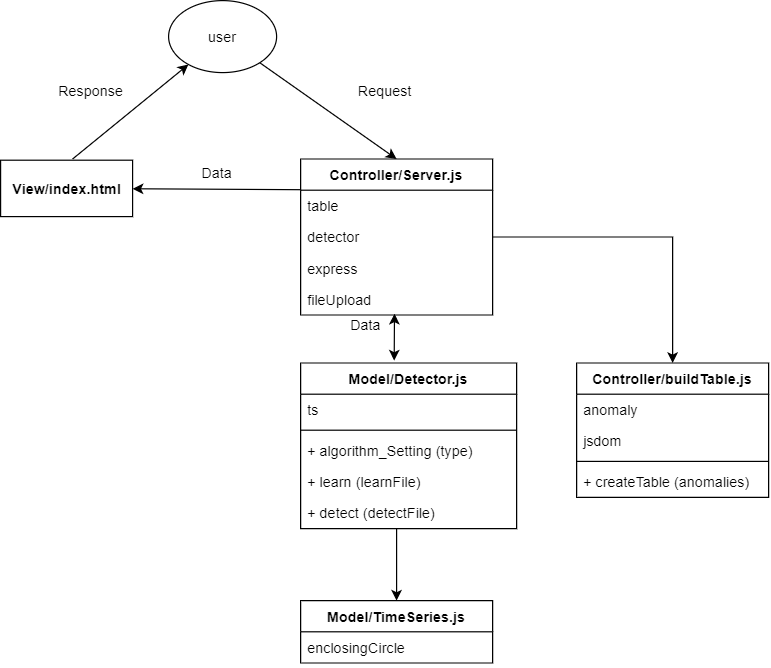 user
Response
Request
View/index.html
Data
Controller/Server.js
table
detector
express
fileUpload
Data
Model/Detector.js
ts
+ algorithm_Setting (type)
+ learn (learnFile)
+ detect (detectFile)
Controller/buildTable.js
anomaly
jsdom
+ createTable (anomalies)
Model/TimeSeries.js
enclosingCircle